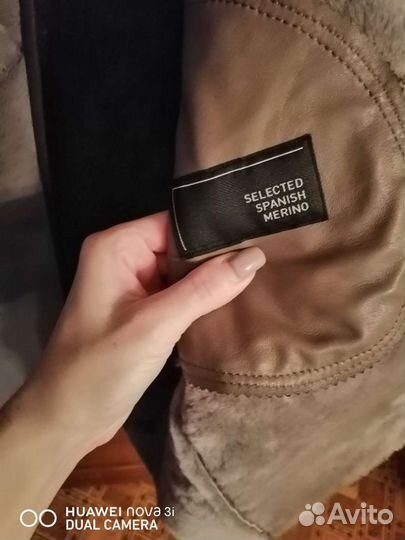 SELECTED
SPANISH
MERINO
HUAWEI nova 3i
DUAL CAMERA
Avito